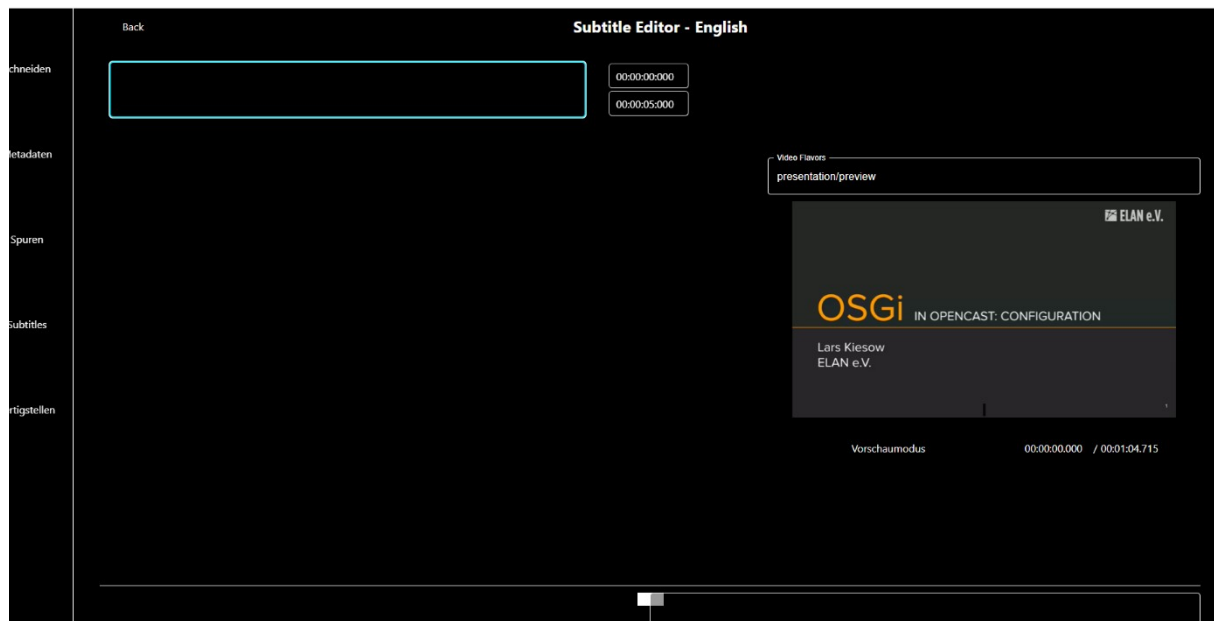 Back
Subtitle Editor - English
chneiden
00:00:00:000
00:00:05:000
letadaten
Video Flavors
presentation/preview
ELAN e.V.
Spuren
OSGi IN OPENCAST: CONFIGURATION
Subtitles
Lars Kiesow
ELAN e.V.
rtigstellen
1
Vorschaumodus 00:00:00.000 / 00:01:04.715